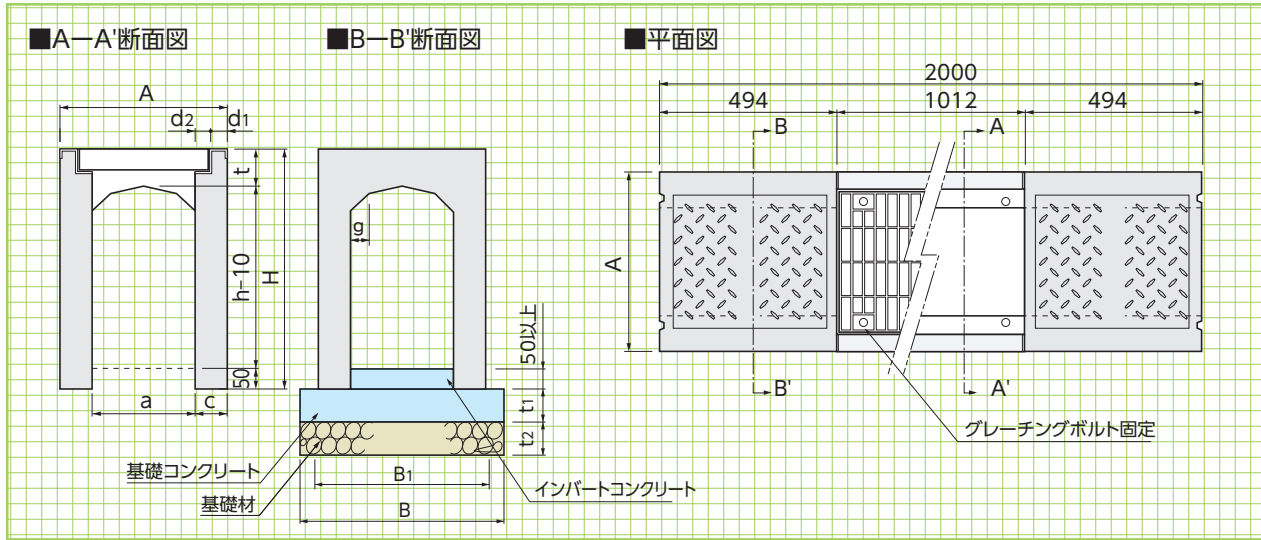 ■A—A'断面図
■B—B'断面図
■平面図
A
d2
d1
t
h-10
H
50
a
c
g
50以上
t1
t2
B1
B
基礎コンクリート
基礎材
インバートコンクリート
2000
494
1012
494
B
A
A
B'
A'
グレーチングボルト固定